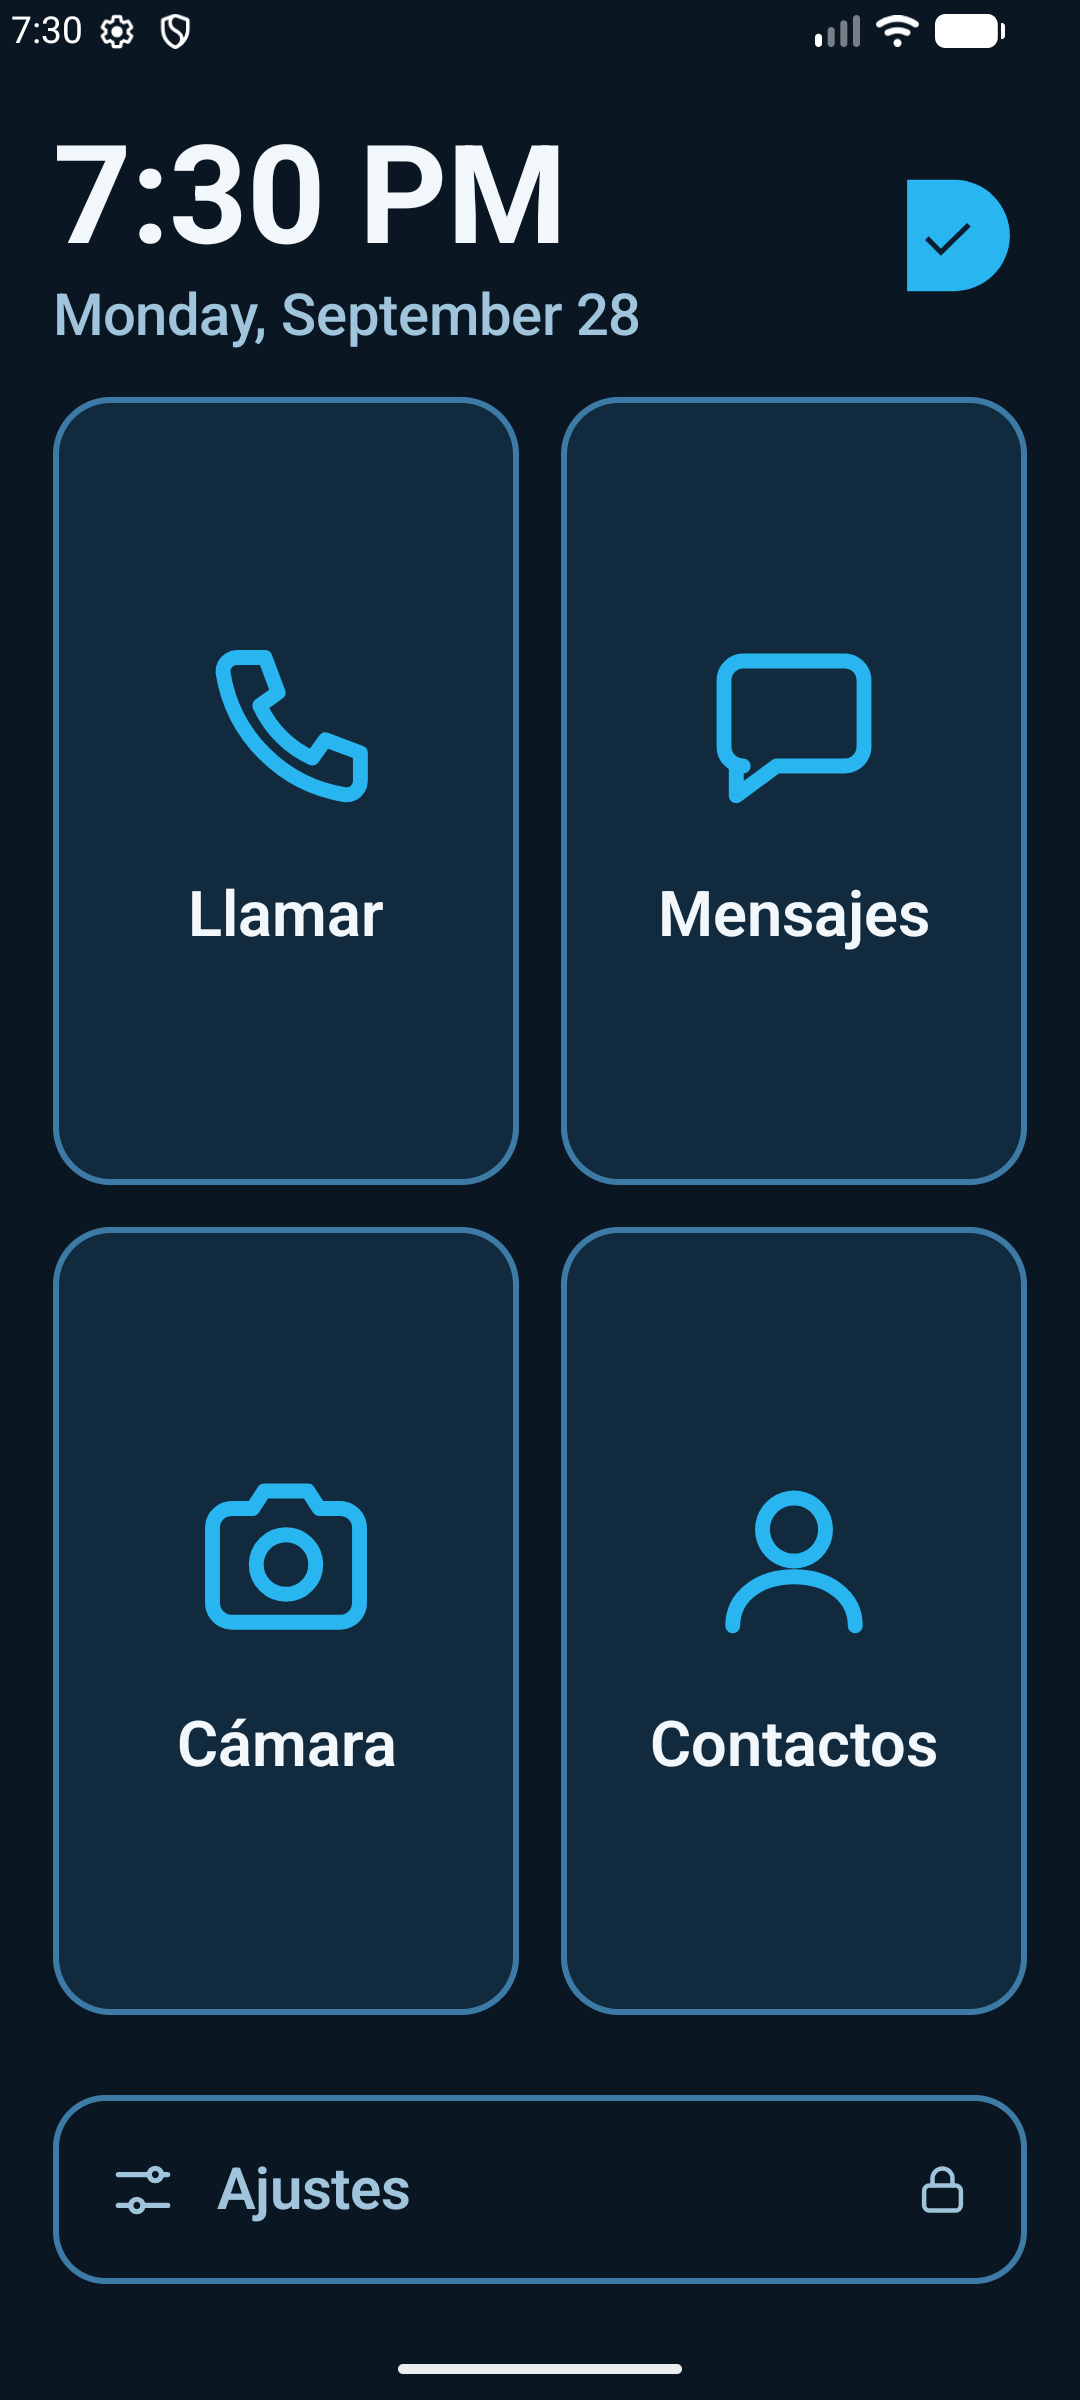 7:30
7:30 PM
Monday, September 28
Llamar
Mensajes
Cámara
Contactos
Ajustes